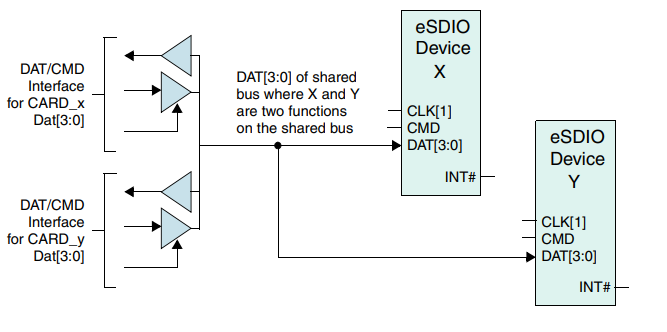 DAT/CMD
Interface
for CARD_x
Dat[3:0]
DAT[3:0] of shared
bus where X and Y
are two functions
on the shared bus
eSDIO
Device
X
CLK[1]
CMD
DAT[3:0]
INT#
DAT/CMD
Interface
for CARD_y
Dat[3:0]
eSDIO
Device
Y
CLK[1]
CMD
DAT[3:0]
INT#